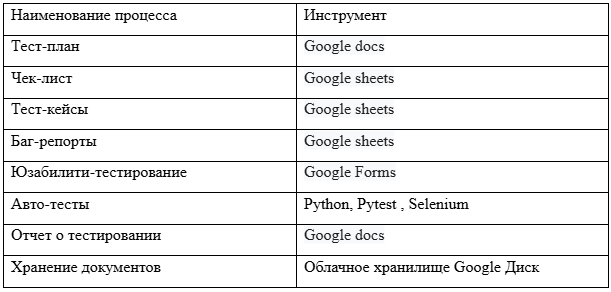 Наименование процесса Инструмент
Тест-план Google docs
Чек-лист Google sheets
Тест-кейсы Google sheets
Баг-репорты Google sheets
Юзабилити-тестирование Google Forms
Авто-тесты Python, Pytest , Selenium
Отчет о тестировании Google docs
Хранение документов Облачное хранилище Google Диск